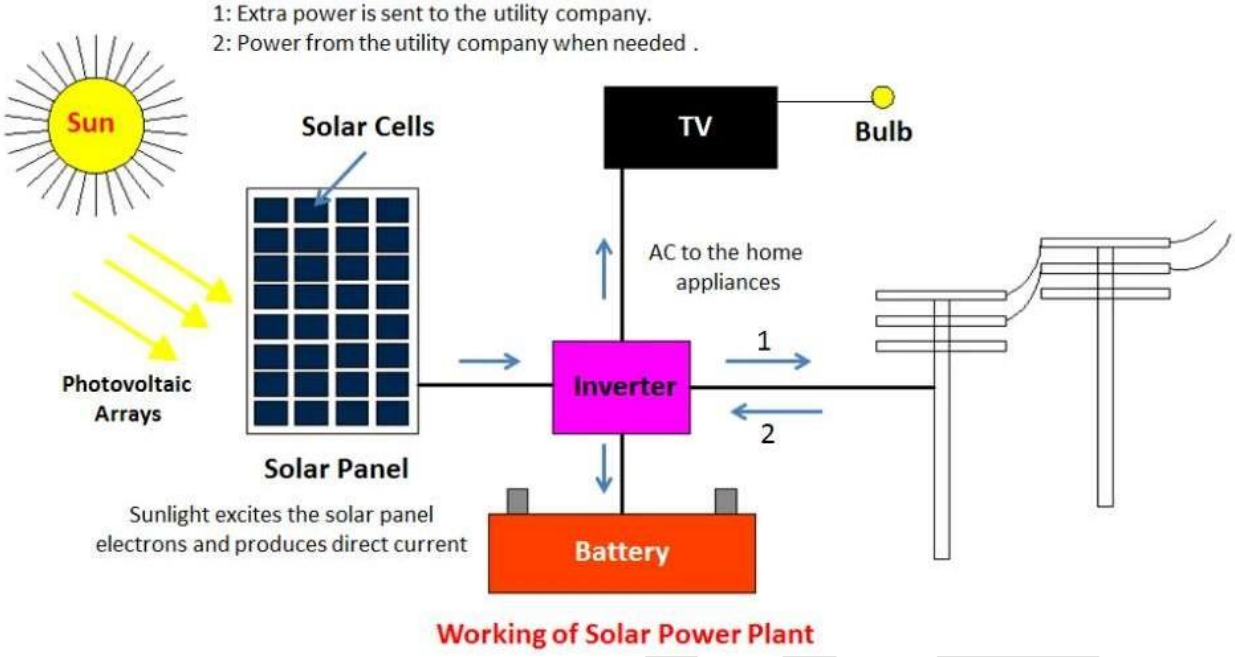 1: Extra power is sent to the utility company.
2: Power from the utility company when needed .
Sun
Solar Cells
TV
Bulb
AC to the home
appliances
1
Photovoltaic
Arrays
Inverter
2
Solar Panel
Sunlight excites the solar panel
electrons and produces direct current
Battery
Working of Solar Power Plant